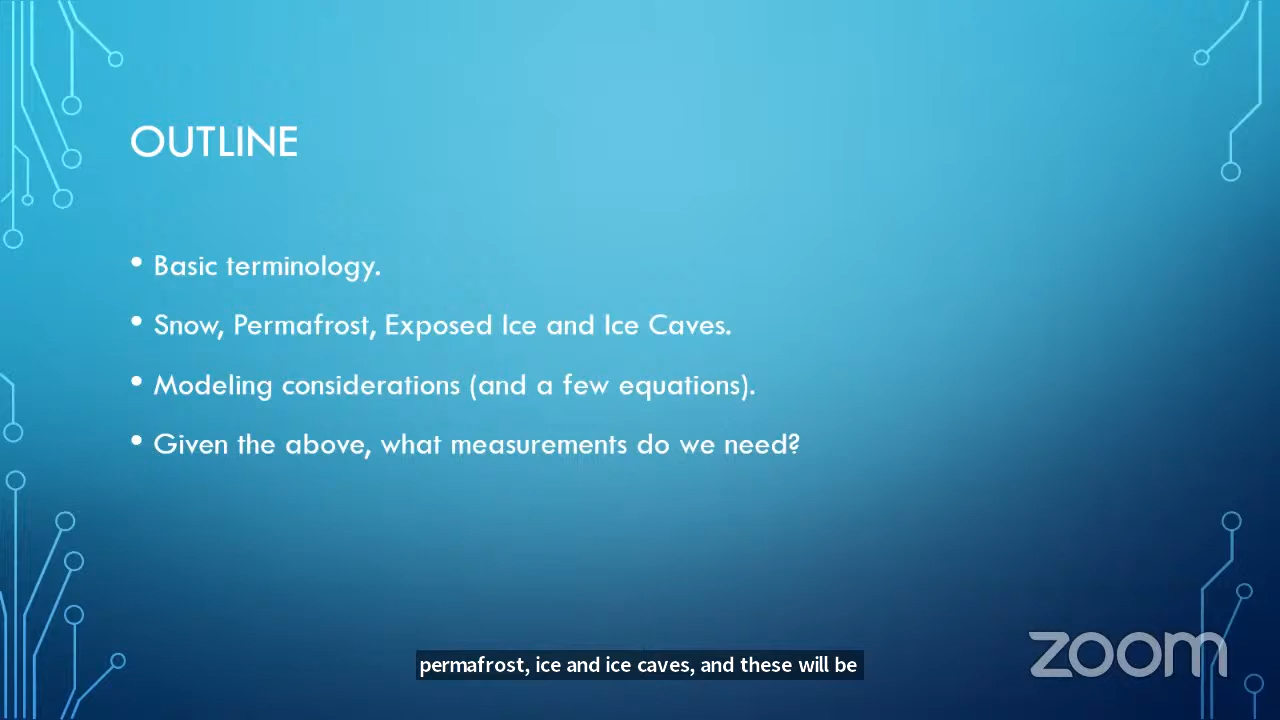 OUTLINE
• Basic terminology.
• Snow, Permafrost, Exposed Ice and Ice Caves.
• Modeling considerations (and a few equations).
• Given the above, what measurements do we need?
permafrost, ice and ice caves, and these will be
zoom